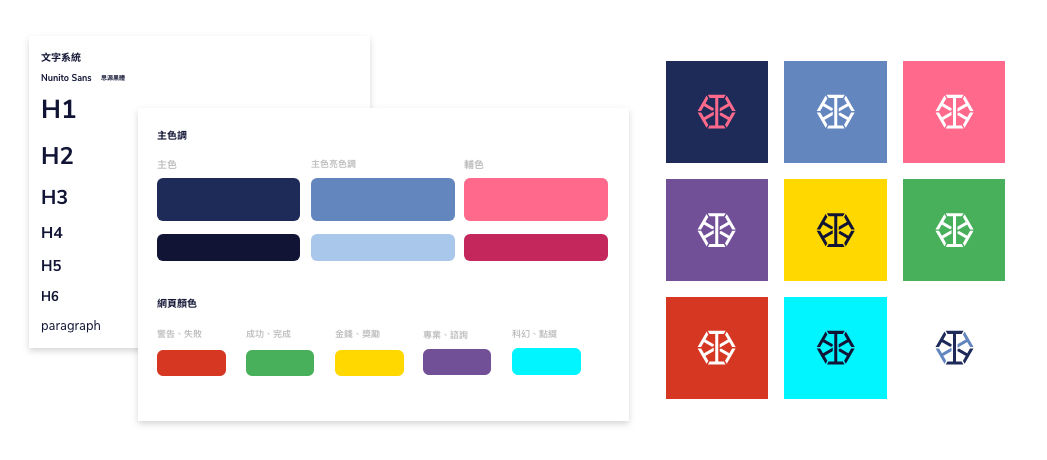 文字系統
Nunito Sans 思源黑體
H1
H2
H3
H4
H5
H6
paragraph
主色調
主色 主色亮色調 輔色
網頁顏色
警告、失敗 成功、完成 金錢、獎勵 專業、諮詢 科幻、點綴